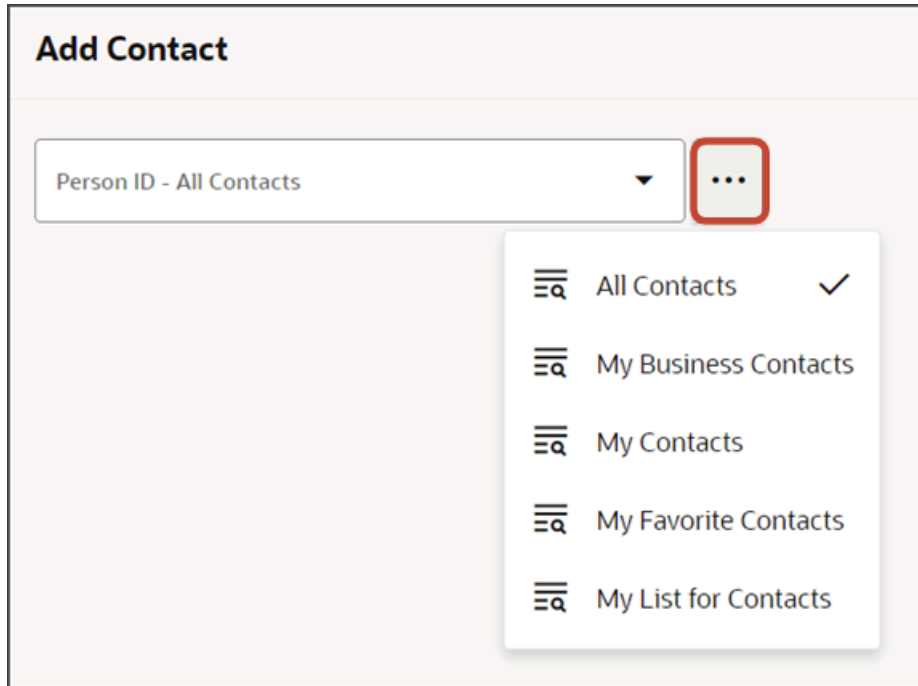 Add Contact
Person ID - All Contacts
...
All Contacts
My Business Contacts
My Contacts
My Favorite Contacts
My List for Contacts